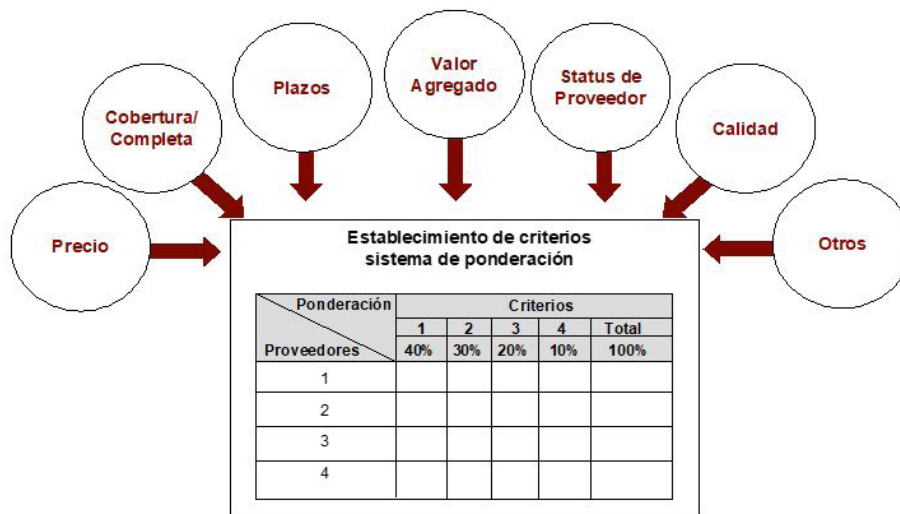 Precio
Cobertura/
Completa
Plazos
Valor
Agregado
Status de
Proveedor
Calidad
Otros
Establecimiento de criterios
sistema de ponderación
Ponderación
Proveedores
Criterios
1 2 3 4 Total
40% 30% 20% 10% 100%
1
2
3
4